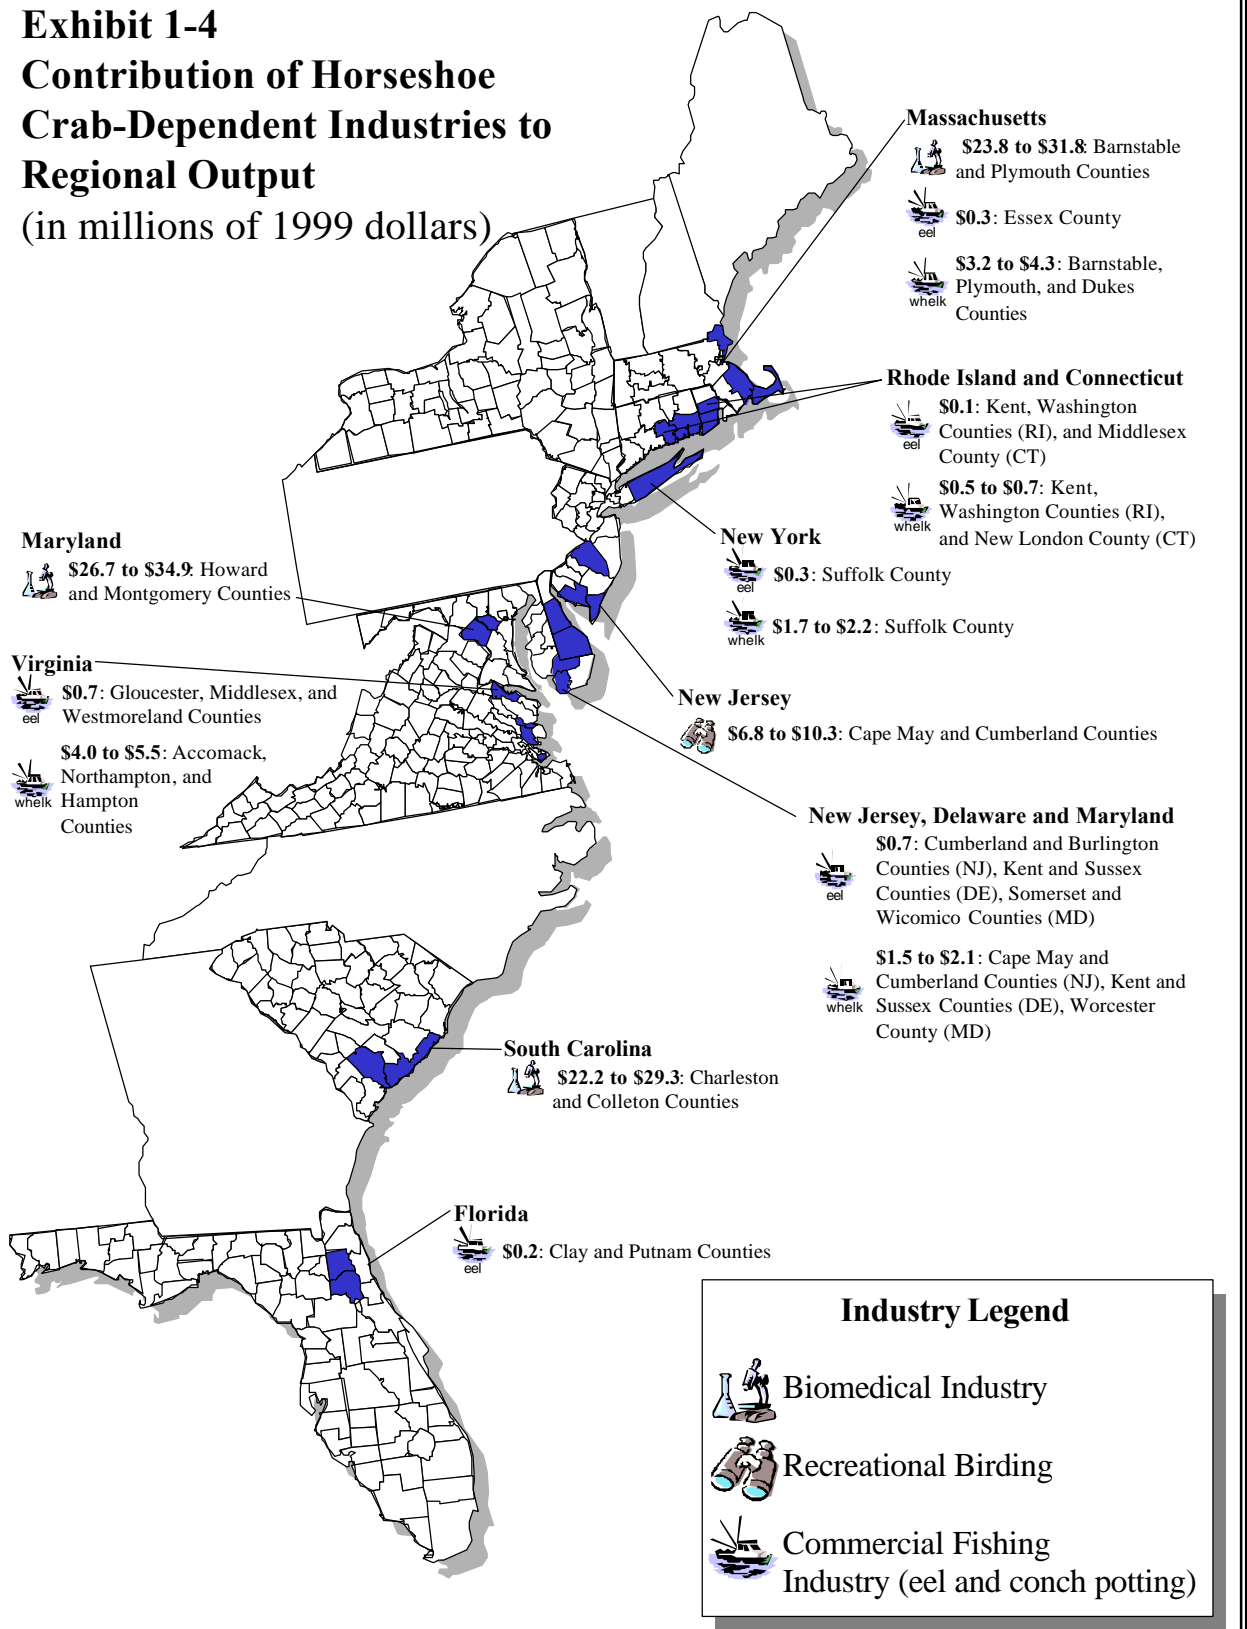 Exhibit 1-4
Contribution of Horseshoe
Crab-Dependent Industries to
Regional Output
(in millions of 1999 dollars)
Massachusetts
$23.8 to $31.8: Barnstable
and Plymouth Counties
$0.3: Essex County
eel
$3.2 to $4.3: Barnstable,
Plymouth, and Dukes
Counties
whelk
Rhode Island and Connecticut
$0.1: Kent, Washington
Counties (RI), and Middlesex
County (CT)
eel
$0.5 to $0.7: Kent,
Washington Counties (RI),
and New London County (CT)
whelk
New York
$0.3: Suffolk County
eel
$1.7 to $2.2: Suffolk County
whelk
Maryland
$26.7 to $34.9: Howard
and Montgomery Counties
Virginia
$0.7: Gloucester, Middlesex, and
Westmoreland Counties
eel
$4.0 to $5.5: Accomack,
Northampton, and
Hampton
Counties
whelk
New Jersey
$6.8 to $10.3: Cape May and Cumberland Counties
New Jersey, Delaware and Maryland
$0.7: Cumberland and Burlington
Counties (NJ), Kent and Sussex
Counties (DE), Somerset and
Wicomico Counties (MD)
eel
$1.5 to $2.1: Cape May and
Cumberland Counties (NJ), Kent and
Sussex Counties (DE), Worcester
County (MD)
whelk
South Carolina
$22.2 to $29.3: Charleston
and Colleton Counties
Florida
$0.2: Clay and Putnam Counties
eel
Industry Legend
Biomedical Industry
Recreational Birding
Commercial Fishing
Industry (eel and conch potting)